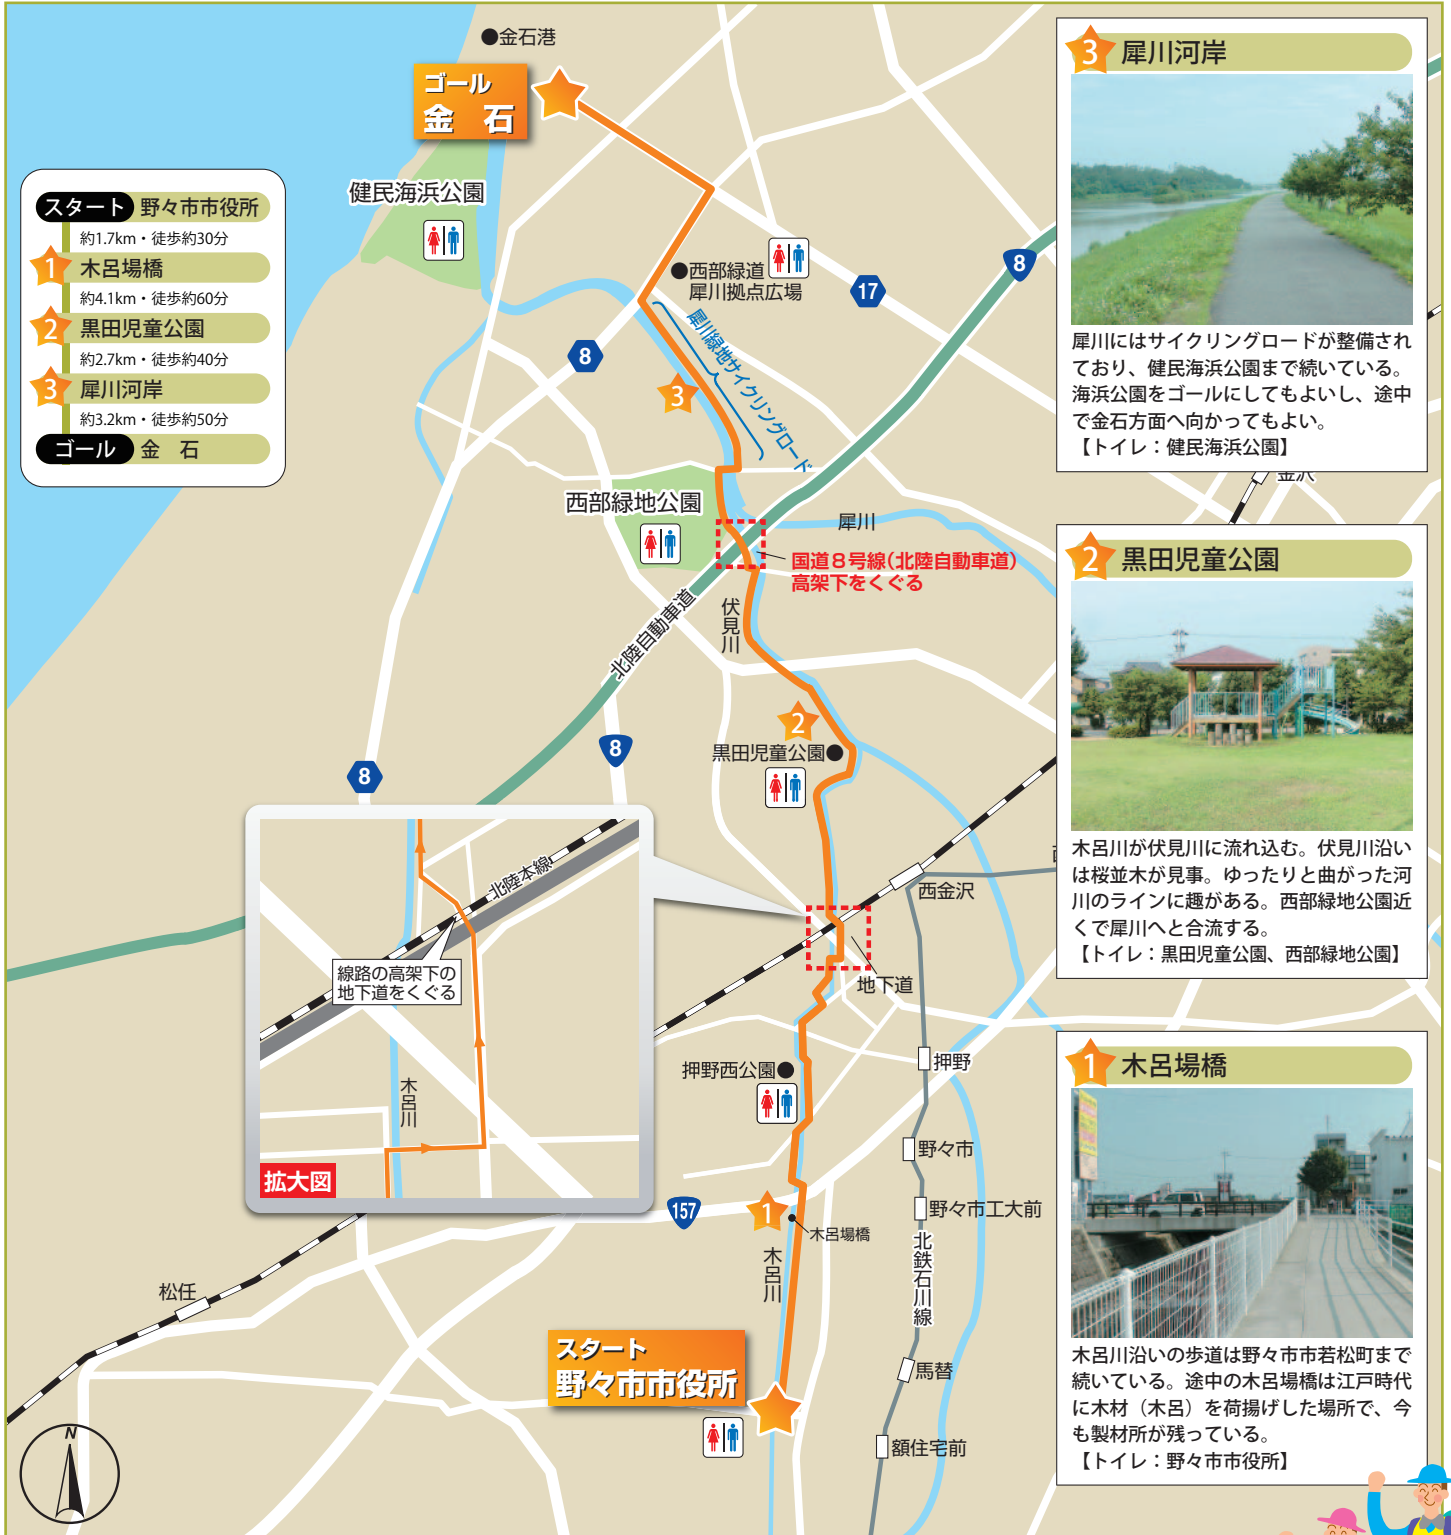 ●金石港
ゴール
金　石
健民海浜公園
スタート 野々市市役所
約1.7km・徒歩約30分
1 木呂場橋
約4.1km・徒歩約60分
2 黒田児童公園
約2.7km・徒歩約40分
3 犀川河岸
約3.2km・徒歩約50分
ゴール 金　石
●西部緑道
犀川拠点広場
17
8
8
犀川緑地サイクリングロード
3
西部緑地公園
犀川
国道８号線(北陸自動車道)
高架下をくぐる
伏見川
北陸自動車道
2
黒田児童公園●
8
8
北陸本線
線路の高架下の
地下道をくぐる
木呂川
拡大図
西金沢
地下道
押野西公園●
押野
野々市
野々市工大前
北鉄石川線
157
1
木呂場橋
木呂川
松任
スタート
野々市市役所
馬替
額住宅前
N
金沢
3 犀川河岸
犀川にはサイクリングロードが整備され
ており、健民海浜公園まで続いている。
海浜公園をゴールにしてもよいし、途中
で金石方面へ向かってもよい。
【トイレ：健民海浜公園】
2 黒田児童公園
木呂川が伏見川に流れ込む。伏見川沿い
は桜並木が見事。ゆったりと曲がった河
川のラインに趣がある。西部緑地公園近
くで犀川へと合流する。
【トイレ：黒田児童公園、西部緑地公園】
1 木呂場橋
木呂川沿いの歩道は野々市市若松町まで
続いている。途中の木呂場橋は江戸時代
に木材（木呂）を荷揚げした場所で、今
も製材所が残っている。
【トイレ：野々市市役所】